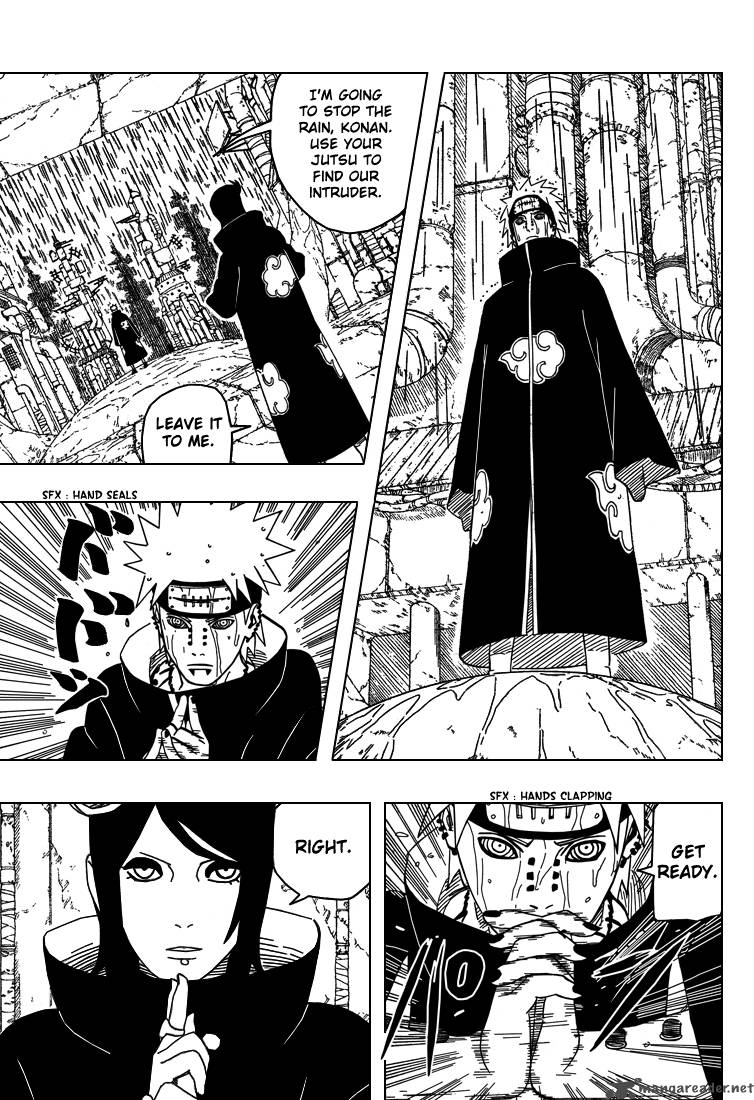 I'M GOING
TO STOP THE
RAIN, KONAN.
USE YOUR
JUTSU TO
FIND OUR
INTRUDER.
LEAVE IT
TO ME.
SFX : HAND SEALS
SFX : HANDS CLAPPING
GET
READY.
RIGHT.
mangareader.net